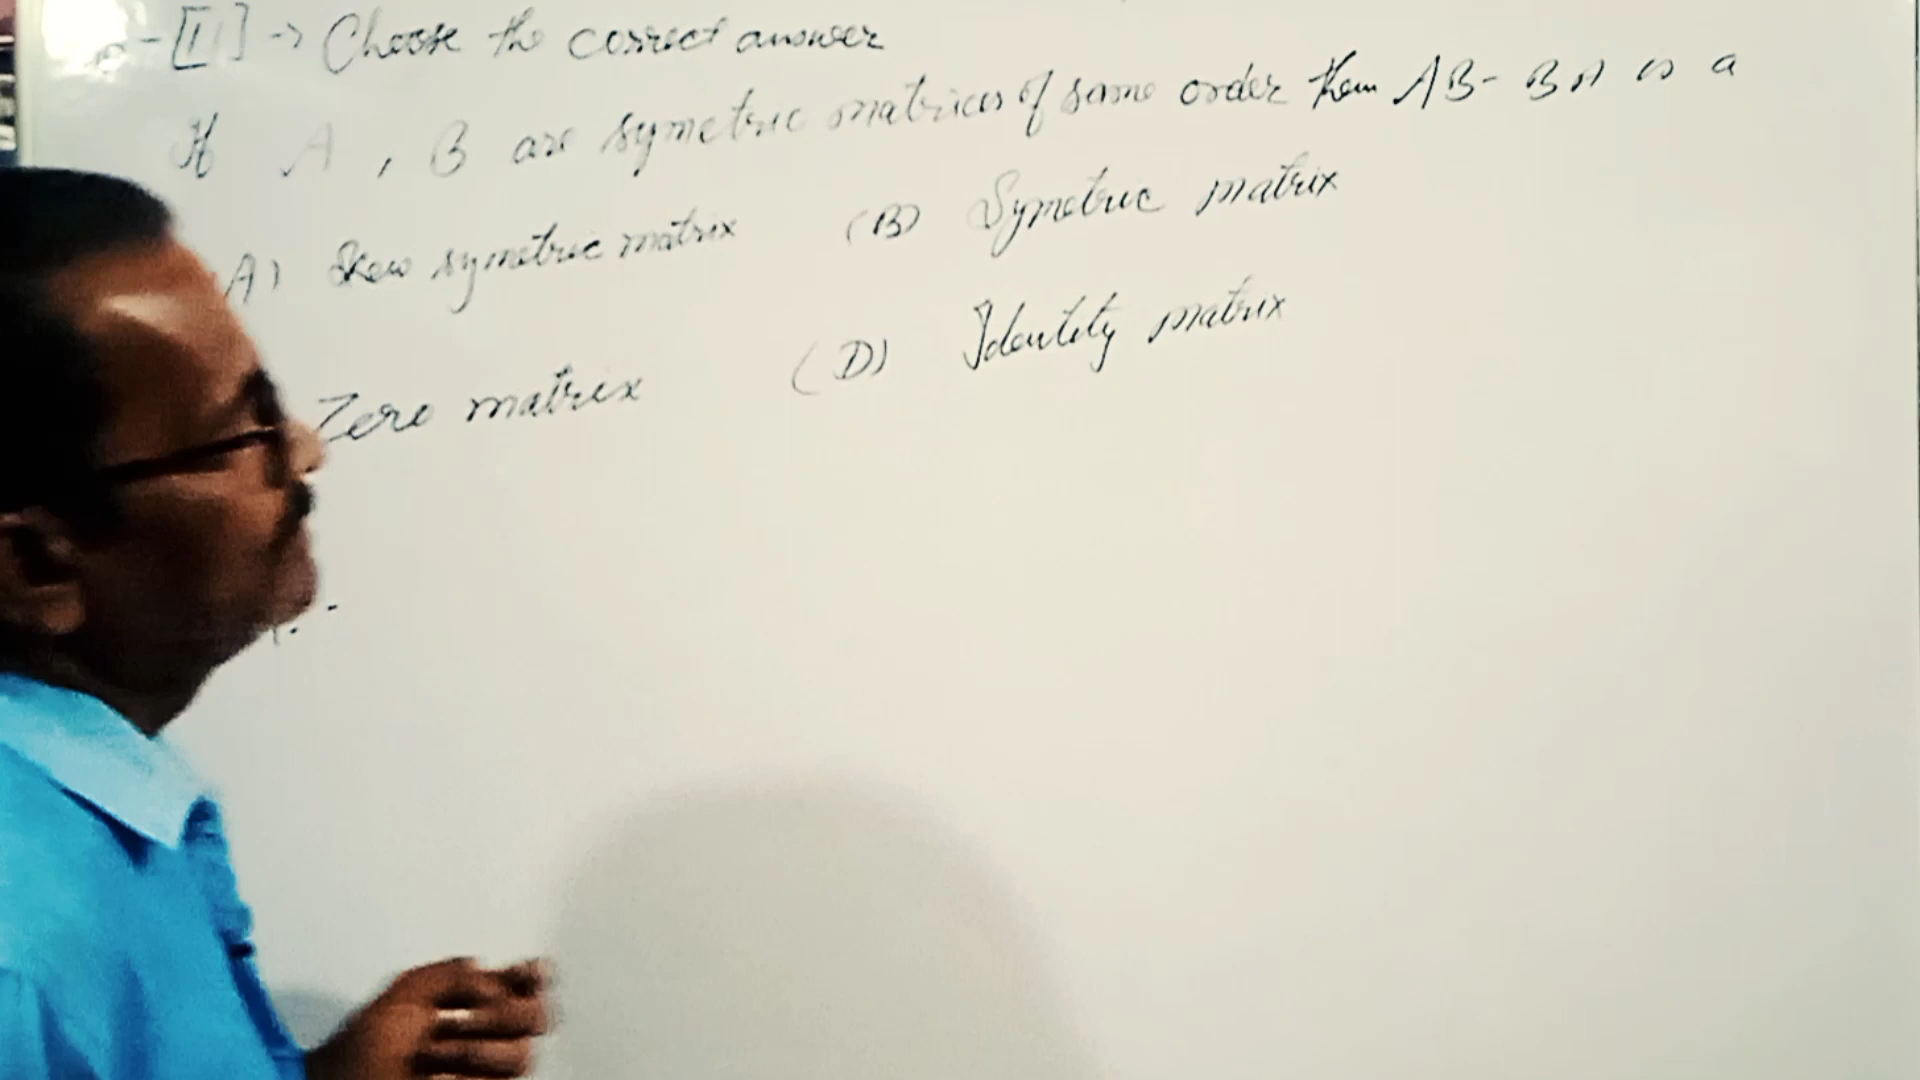 -[11] → Choose the correct answer
If A, B are symetric matrices of same order then AB - BA is a
A) Skew symetric matrix (B) Symetric matrix
Zero matrix (D) Identity matrix